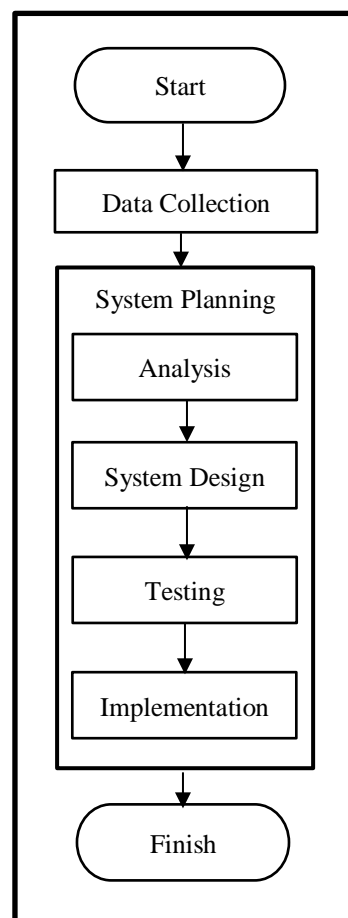 Start
Data Collection
System Planning
Analysis
System Design
Testing
Implementation
Finish